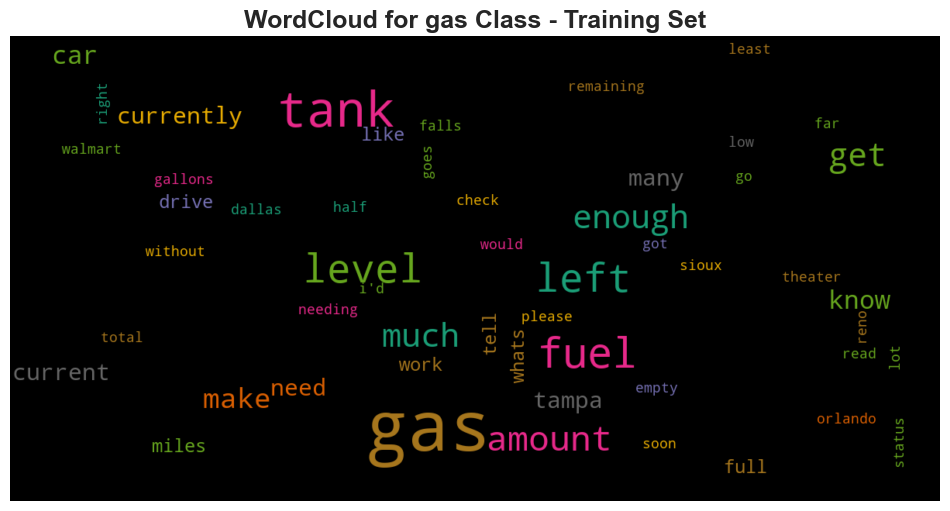 WordCloud for gas Class - Training Set
car
least
right
remaining
currently
tank
like
falls
far
low
get
walmart
goes
gallons
many
go
drive
dallas
half
check
enough
without
would
got
sioux
level
i'd
left
theater
know
needing
please
reno
total
much
tell
whats
fuel
read
lot
current
work
make
need
tampa
empty
gas
amount
orlando
miles
soon
status
full